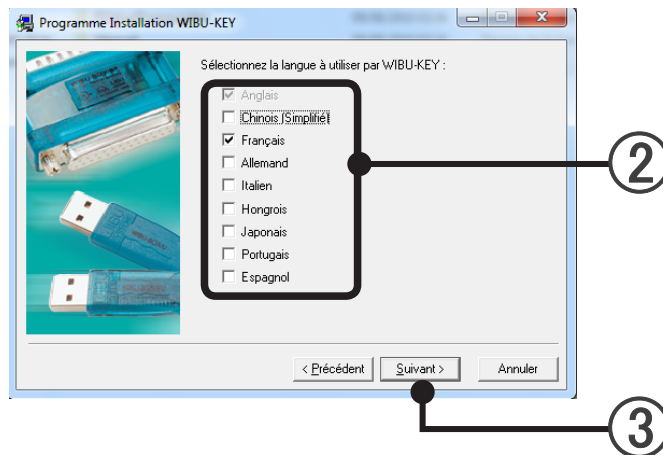 Programme Installation WIBU-KEY
Sélectionnez la langue à utiliser par WIBU-KEY :
Anglais
Chinois (Simplifié)
Français
Allemand
Italien
Hongrois
Japonais
Portugais
Espagnol
2
< Précédent
Suivant >
Annuler
3